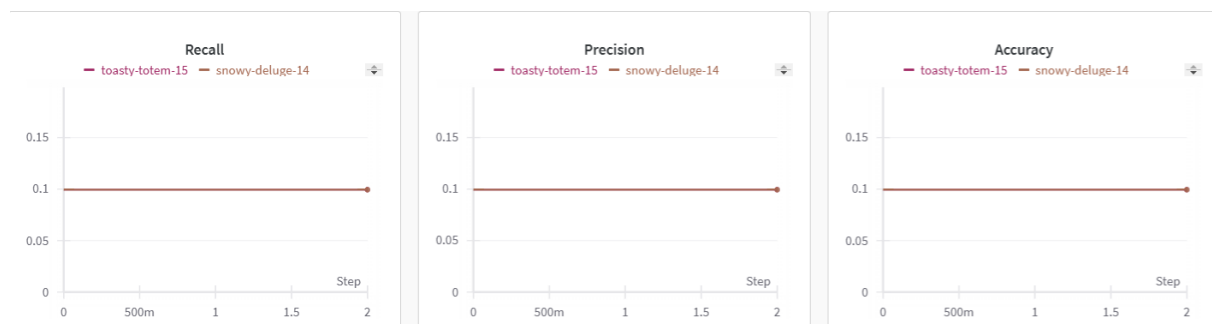 Recall
toasty-totem-15 snowy-deluge-14
0.15
0.1
0.05
0
Step
0 500m 1 1.5 2
Precision
toasty-totem-15 snowy-deluge-14
0.15
0.1
0.05
0
Step
0 500m 1 1.5 2
Accuracy
toasty-totem-15 snowy-deluge-14
0.15
0.1
0.05
0
Step
0 500m 1 1.5 2